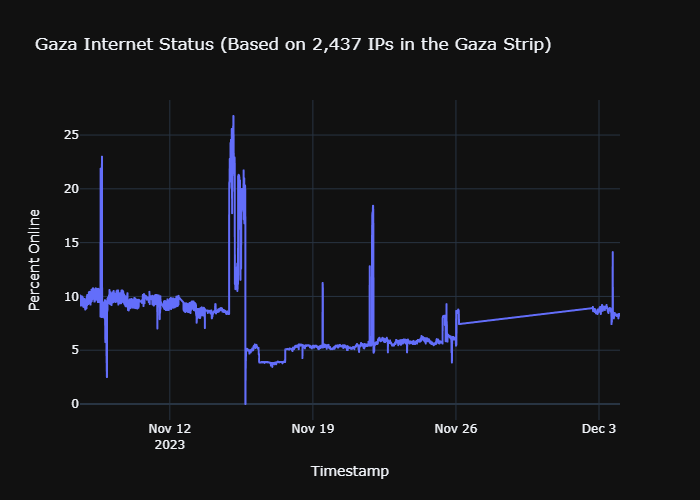 Gaza Internet Status (Based on 2,437 IPs in the Gaza Strip)
Percent Online
25
20
15
10
5
0
Nov 12
2023
Nov 19
Nov 26
Dec 3
Timestamp